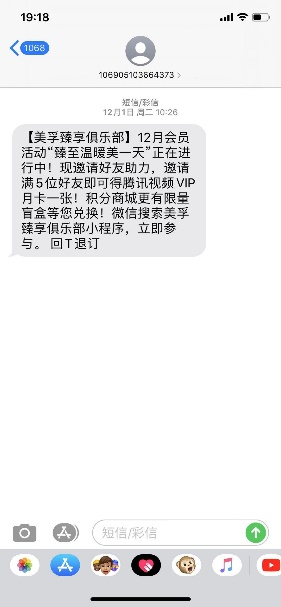 19:18
1068
106905103664373 >
短信/彩信
12月1日 周二 10:26
【美孚臻享俱乐部】12月会员
活动“臻至温暖美一天”正在进
行中！现邀请好友助力，邀请
满5位好友即可得腾讯视频VIP
月卡一张！积分商城更有限量
盲盒等您兑换！微信搜索美孚
臻享俱乐部小程序，立即参
与。 回T退订
短信/彩信